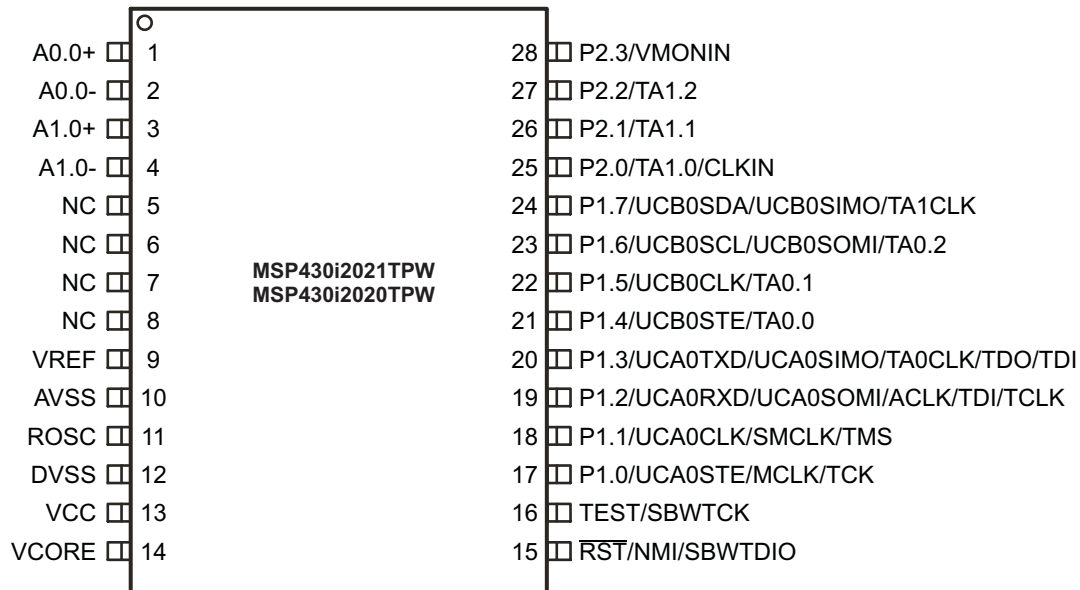 A0.0+ 1 28 P2.3/VMONIN
A0.0- 2 27 P2.2/TA1.2
A1.0+ 3 26 P2.1/TA1.1
A1.0- 4 25 P2.0/TA1.0/CLKIN
NC 5 24 P1.7/UCB0SDA/UCB0SIMO/TA1CLK
NC 6 23 P1.6/UCB0SCL/UCB0SOMI/TA0.2
MSP430i2021TPW
MSP430i2020TPW
NC 7 22 P1.5/UCB0CLK/TA0.1
NC 8 21 P1.4/UCB0STE/TA0.0
VREF 9 20 P1.3/UCA0TXD/UCA0SIMO/TA0CLK/TDO/TDI
AVSS 10 19 P1.2/UCA0RXD/UCA0SOMI/ACLK/TDI/TCLK
ROSC 11 18 P1.1/UCA0CLK/SMCLK/TMS
DVSS 12 17 P1.0/UCA0STE/MCLK/TCK
VCC 13 16 TEST/SBWTCK
VCORE 14 15 RST/NMI/SBWTDIO